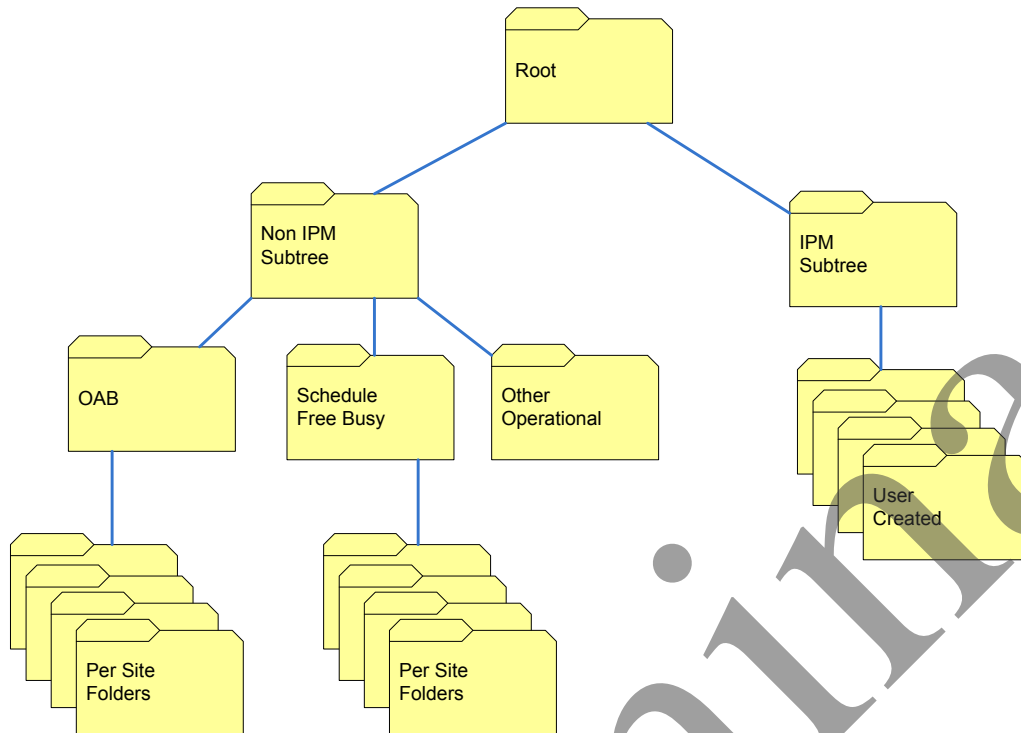 Root
Non IPM
Subtree
IPM
Subtree
OAB
Schedule
Free Busy
Other
Operational
User
Created
Per Site
Folders
Per Site
Folders